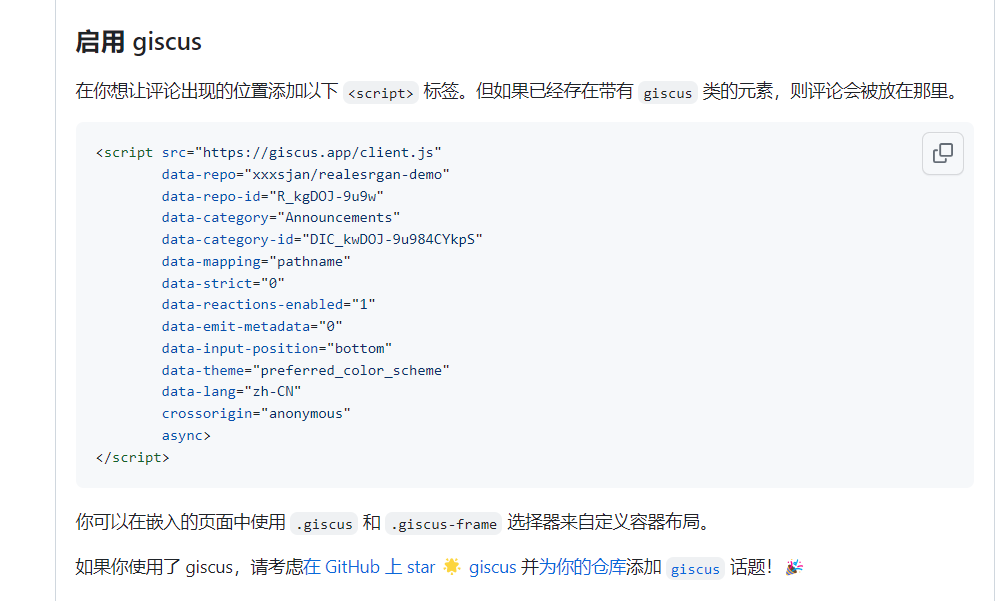 启用 giscus
在你想让评论出现的位置添加以下 <script> 标签。但如果已经存在带有 giscus 类的元素，则评论会被放在那里。
<script src="https://giscus.app/client.js"
data-repo="xxxsjan/realesrgan-demo"
data-repo-id="R_kgDOJ-9u9w"
data-category="Announcements"
data-category-id="DIC_kwDOJ-9u984CYkpS"
data-mapping="pathname"
data-strict="0"
data-reactions-enabled="1"
data-emit-metadata="0"
data-input-position="bottom"
data-theme="preferred_color_scheme"
data-lang="zh-CN"
crossorigin="anonymous"
async>
</script>
你可以在嵌入的页面中使用 .giscus 和 .giscus-frame 选择器来自定义容器布局。
如果你使用了 giscus，请考虑在 GitHub 上 star 🌟 giscus 并为你的仓库添加 giscus 话题！🎉